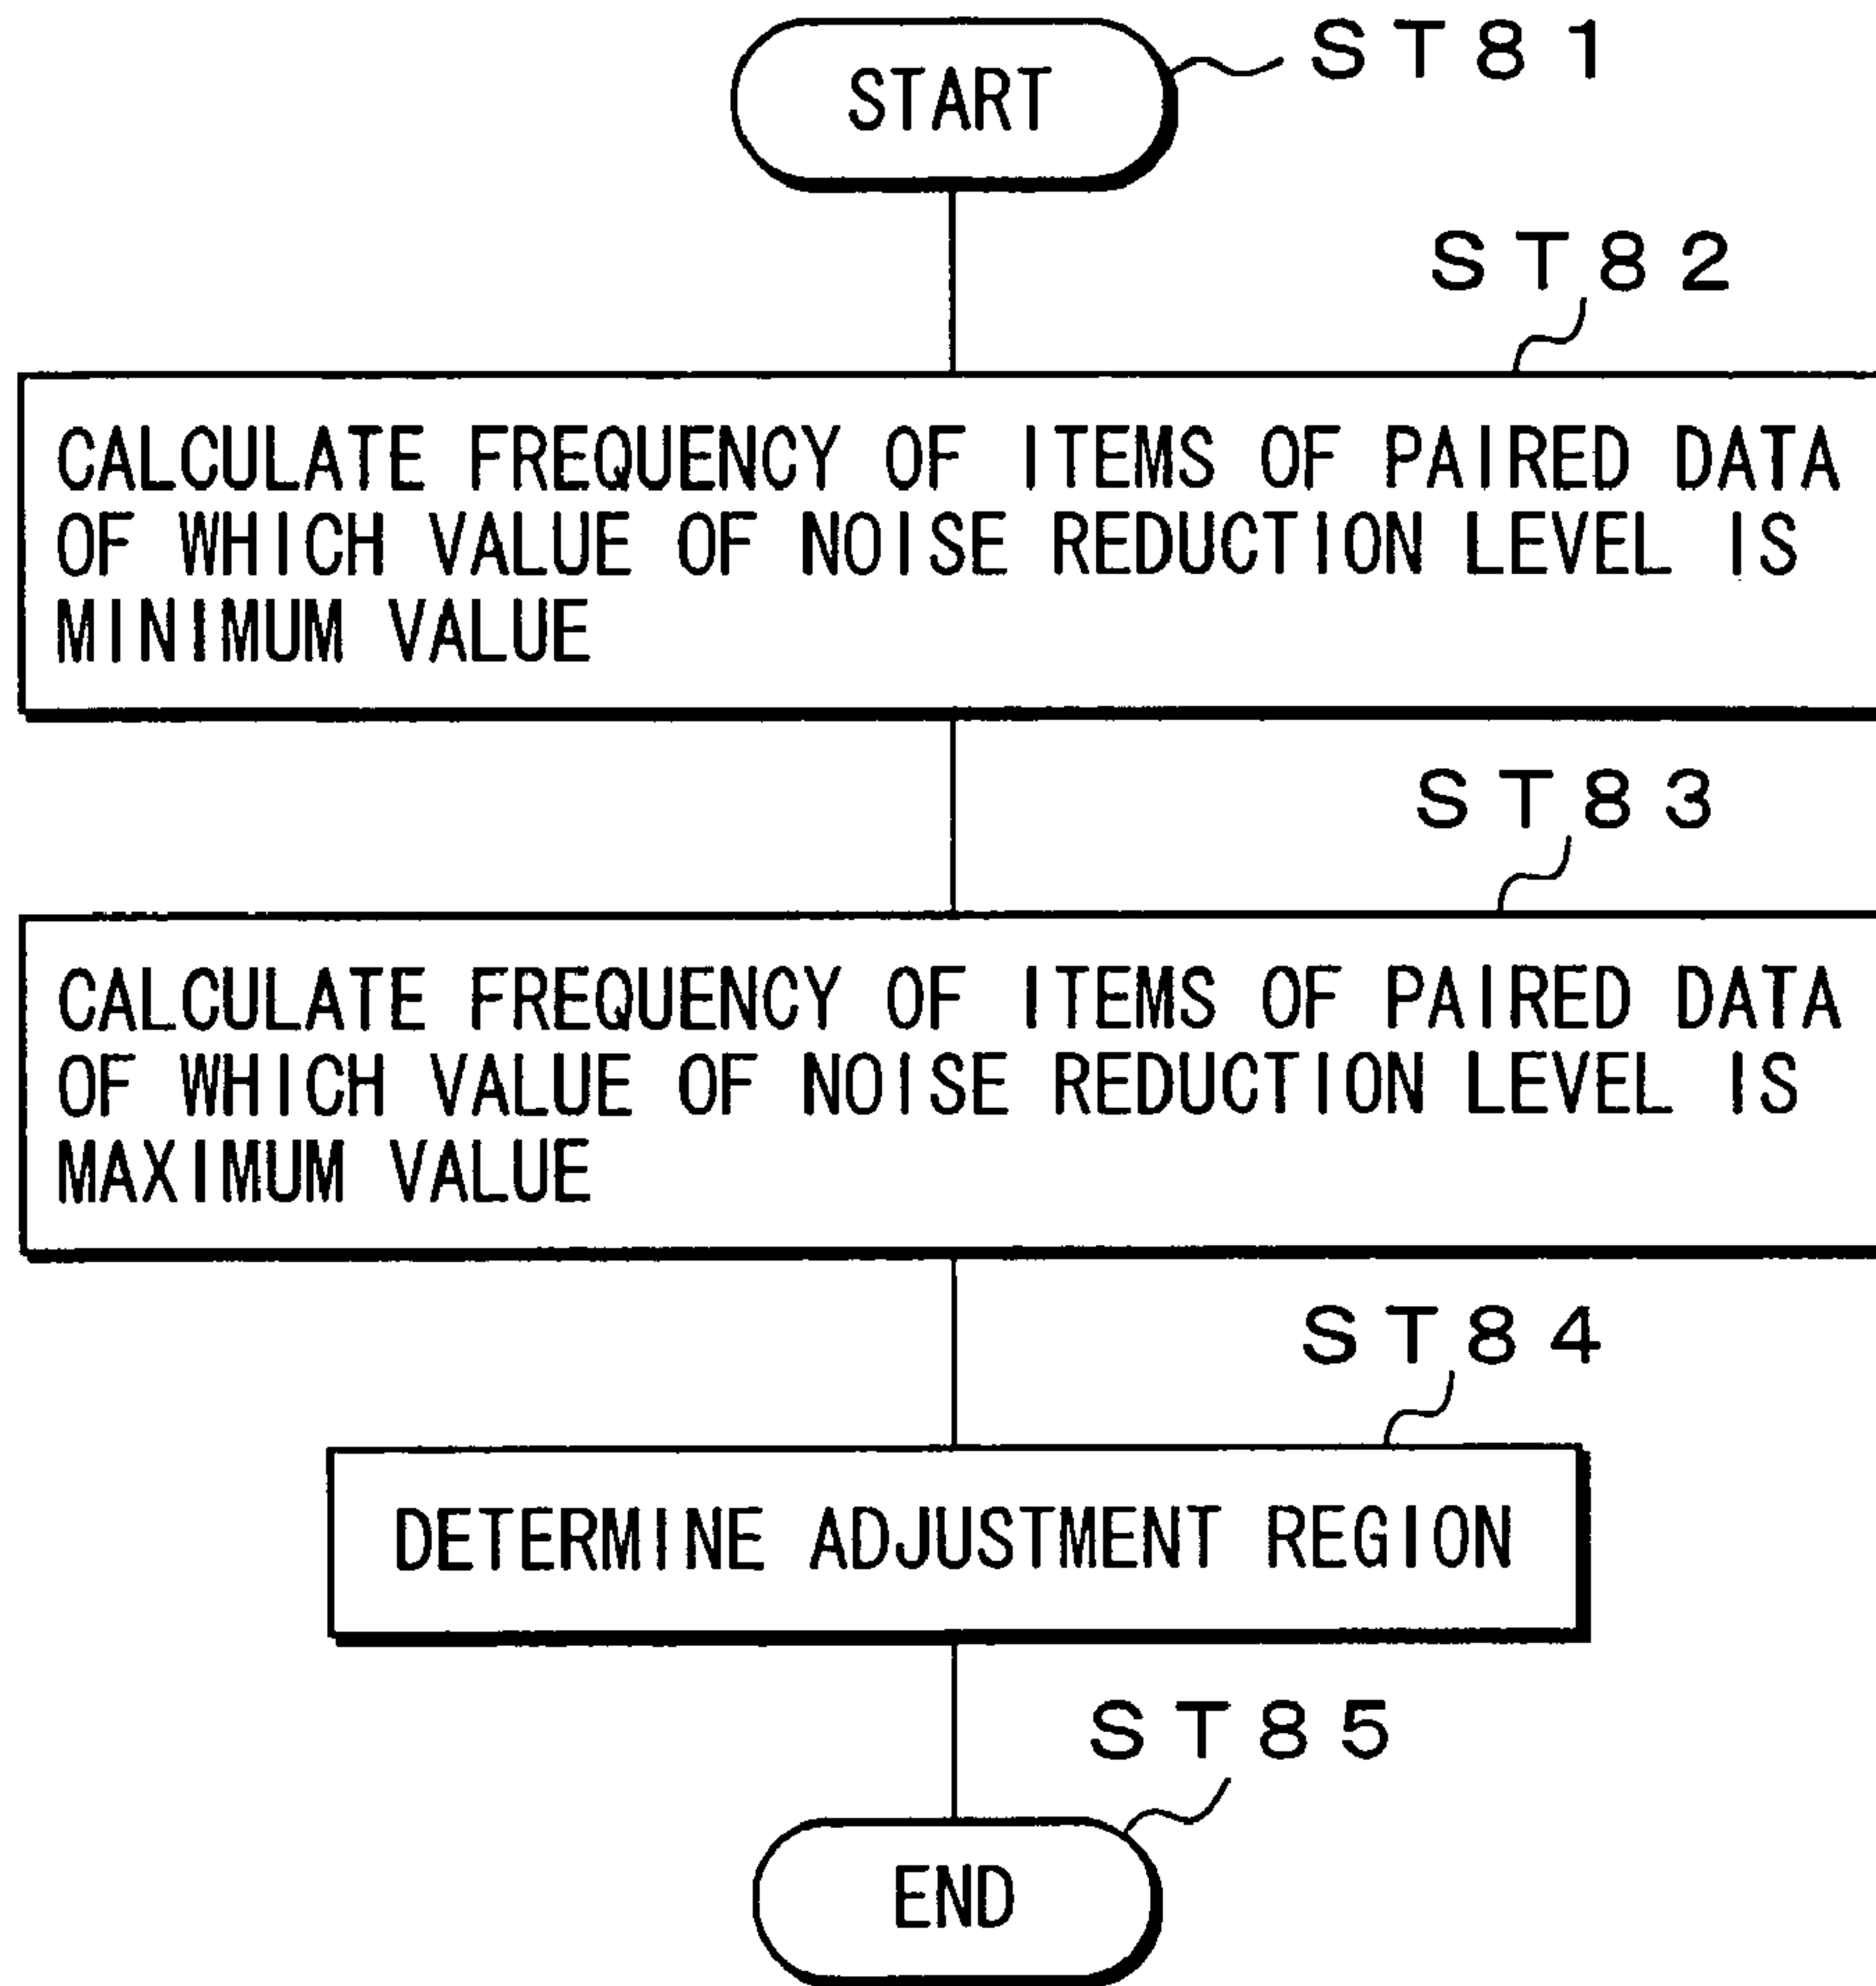 START
ST81
ST82
CALCULATE FREQUENCY OF ITEMS OF PAIRED DATA
OF WHICH VALUE OF NOISE REDUCTION LEVEL IS
MINIMUM VALUE
ST83
CALCULATE FREQUENCY OF ITEMS OF PAIRED DATA
OF WHICH VALUE OF NOISE REDUCTION LEVEL IS
MAXIMUM VALUE
ST84
DETERMINE ADJUSTMENT REGION
ST85
END